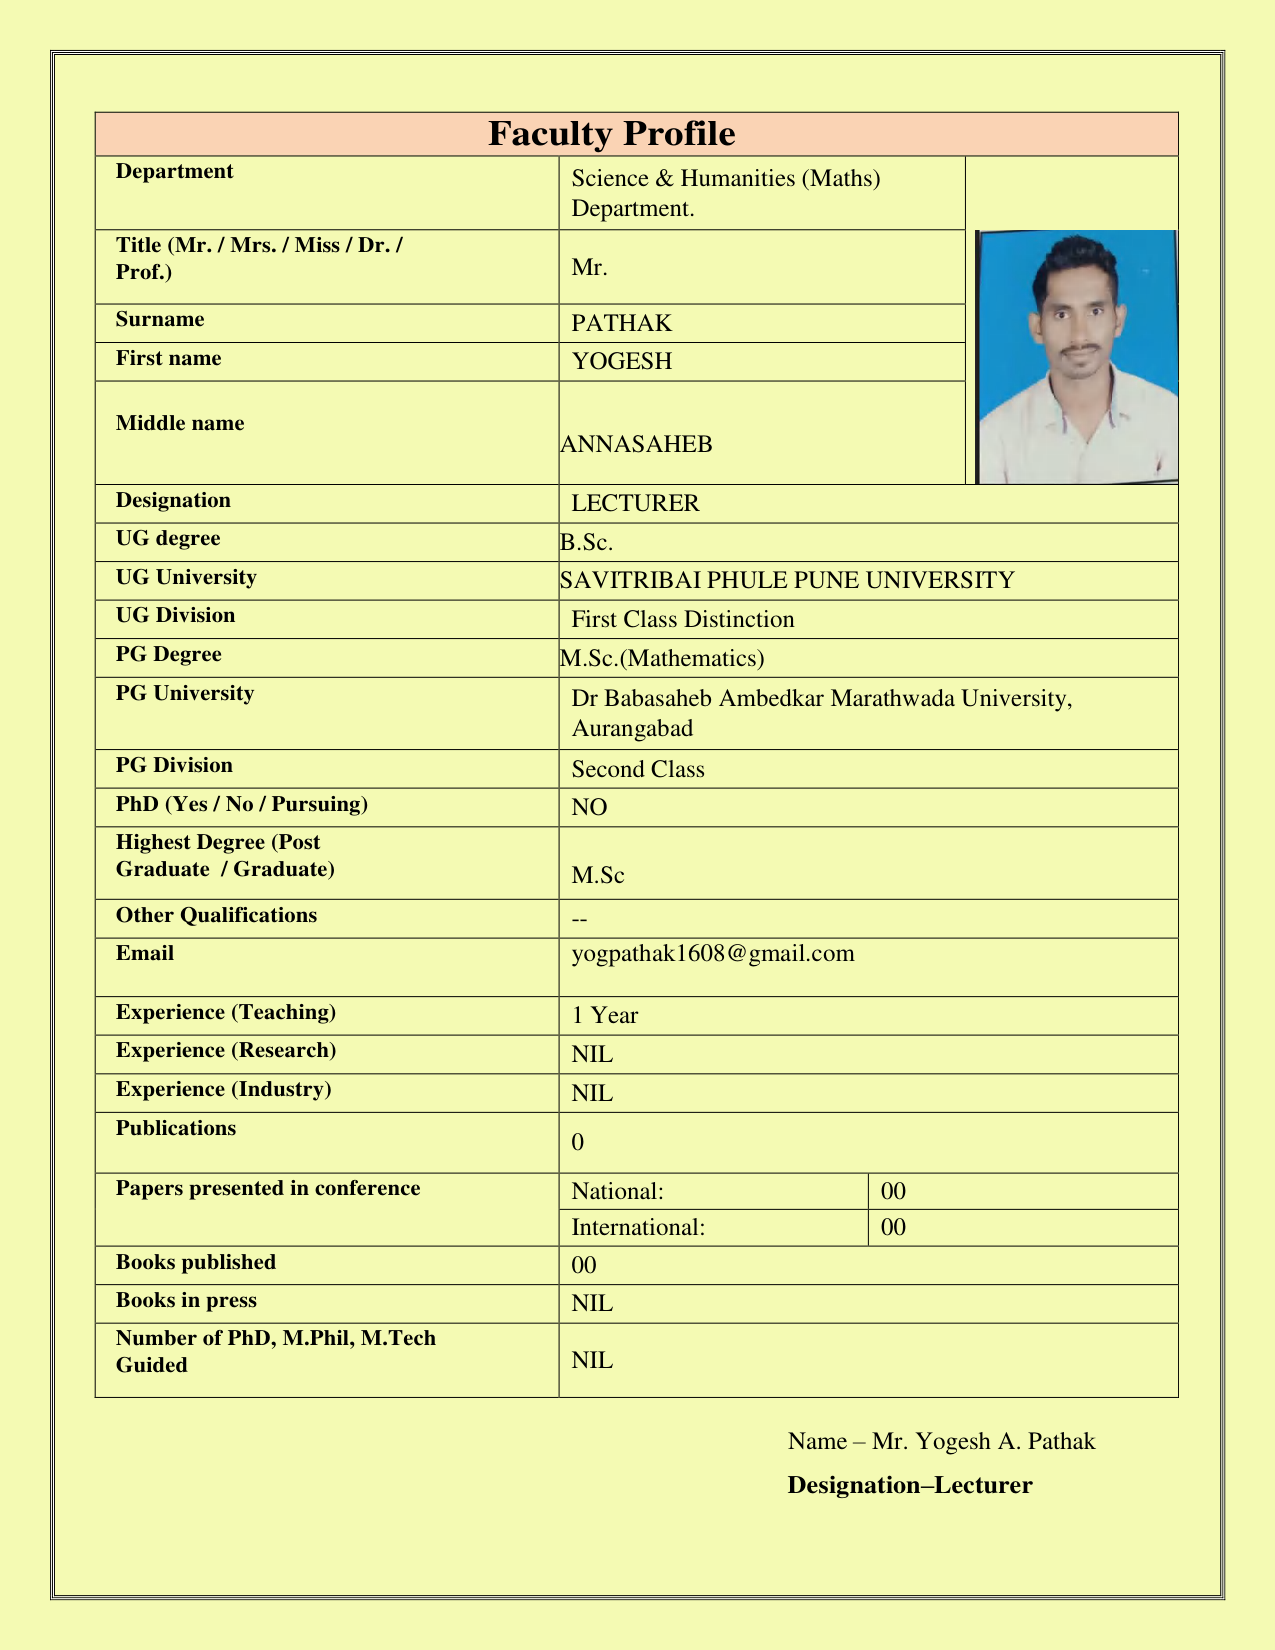 Faculty Profile
Department
Science & Humanities (Maths)
Department.
Title (Mr. / Mrs. / Miss / Dr. /
Prof.)
Mr.
Surname
PATHAK
First name
YOGESH
Middle name
ANNASAHEB
Designation
LECTURER
UG degree
B.Sc.
UG University
SAVITRIBAI PHULE PUNE UNIVERSITY
UG Division
First Class Distinction
PG Degree
M.Sc.(Mathematics)
PG University
Dr Babasaheb Ambedkar Marathwada University,
Aurangabad
PG Division
Second Class
PhD (Yes / No / Pursuing)
NO
Highest Degree (Post
Graduate / Graduate)
M.Sc
Other Qualifications
--
Email
yogpathak1608@gmail.com
Experience (Teaching)
1 Year
Experience (Research)
NIL
Experience (Industry)
NIL
Publications
0
Papers presented in conference
National:
00
International:
00
Books published
00
Books in press
NIL
Number of PhD, M.Phil, M.Tech
Guided
NIL
Name – Mr. Yogesh A. Pathak
Designation–Lecturer